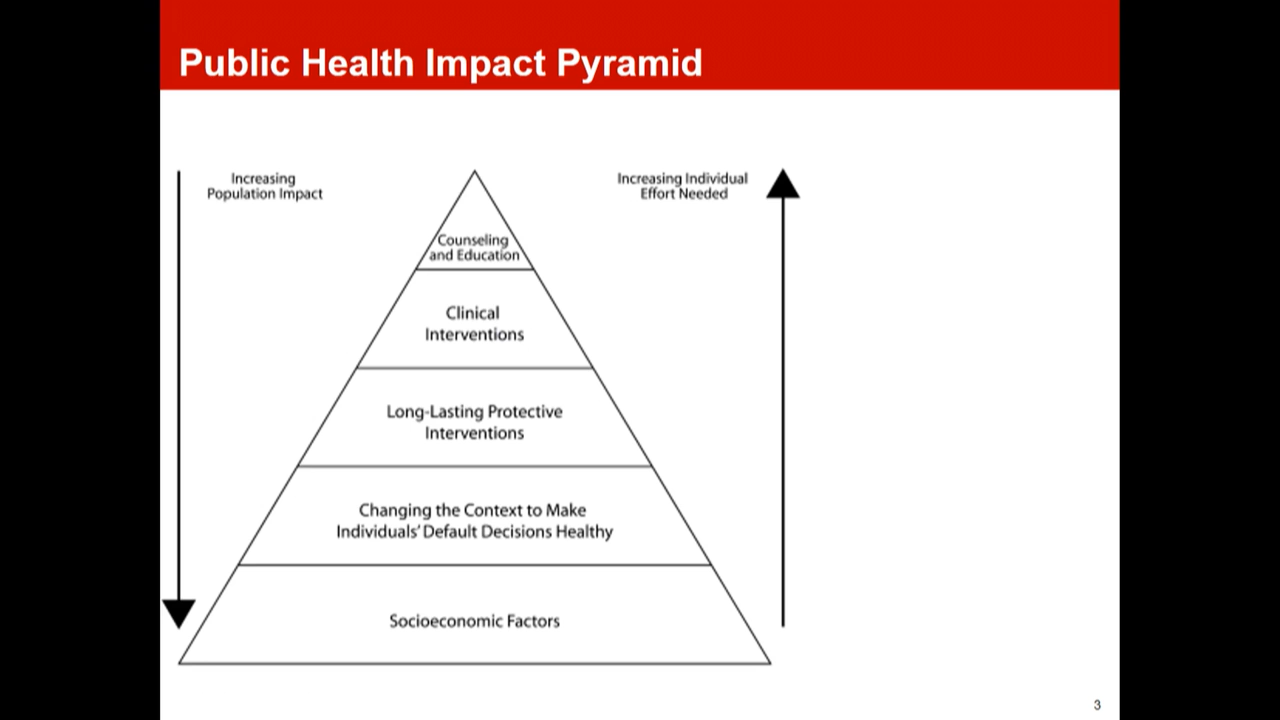 Public Health Impact Pyramid
Increasing
Population Impact
Increasing Individual
Effort Needed
Counseling
and Education
Clinical
Interventions
Long-Lasting Protective
Interventions
Changing the Context to Make
Individuals' Default Decisions Healthy
Socioeconomic Factors
3